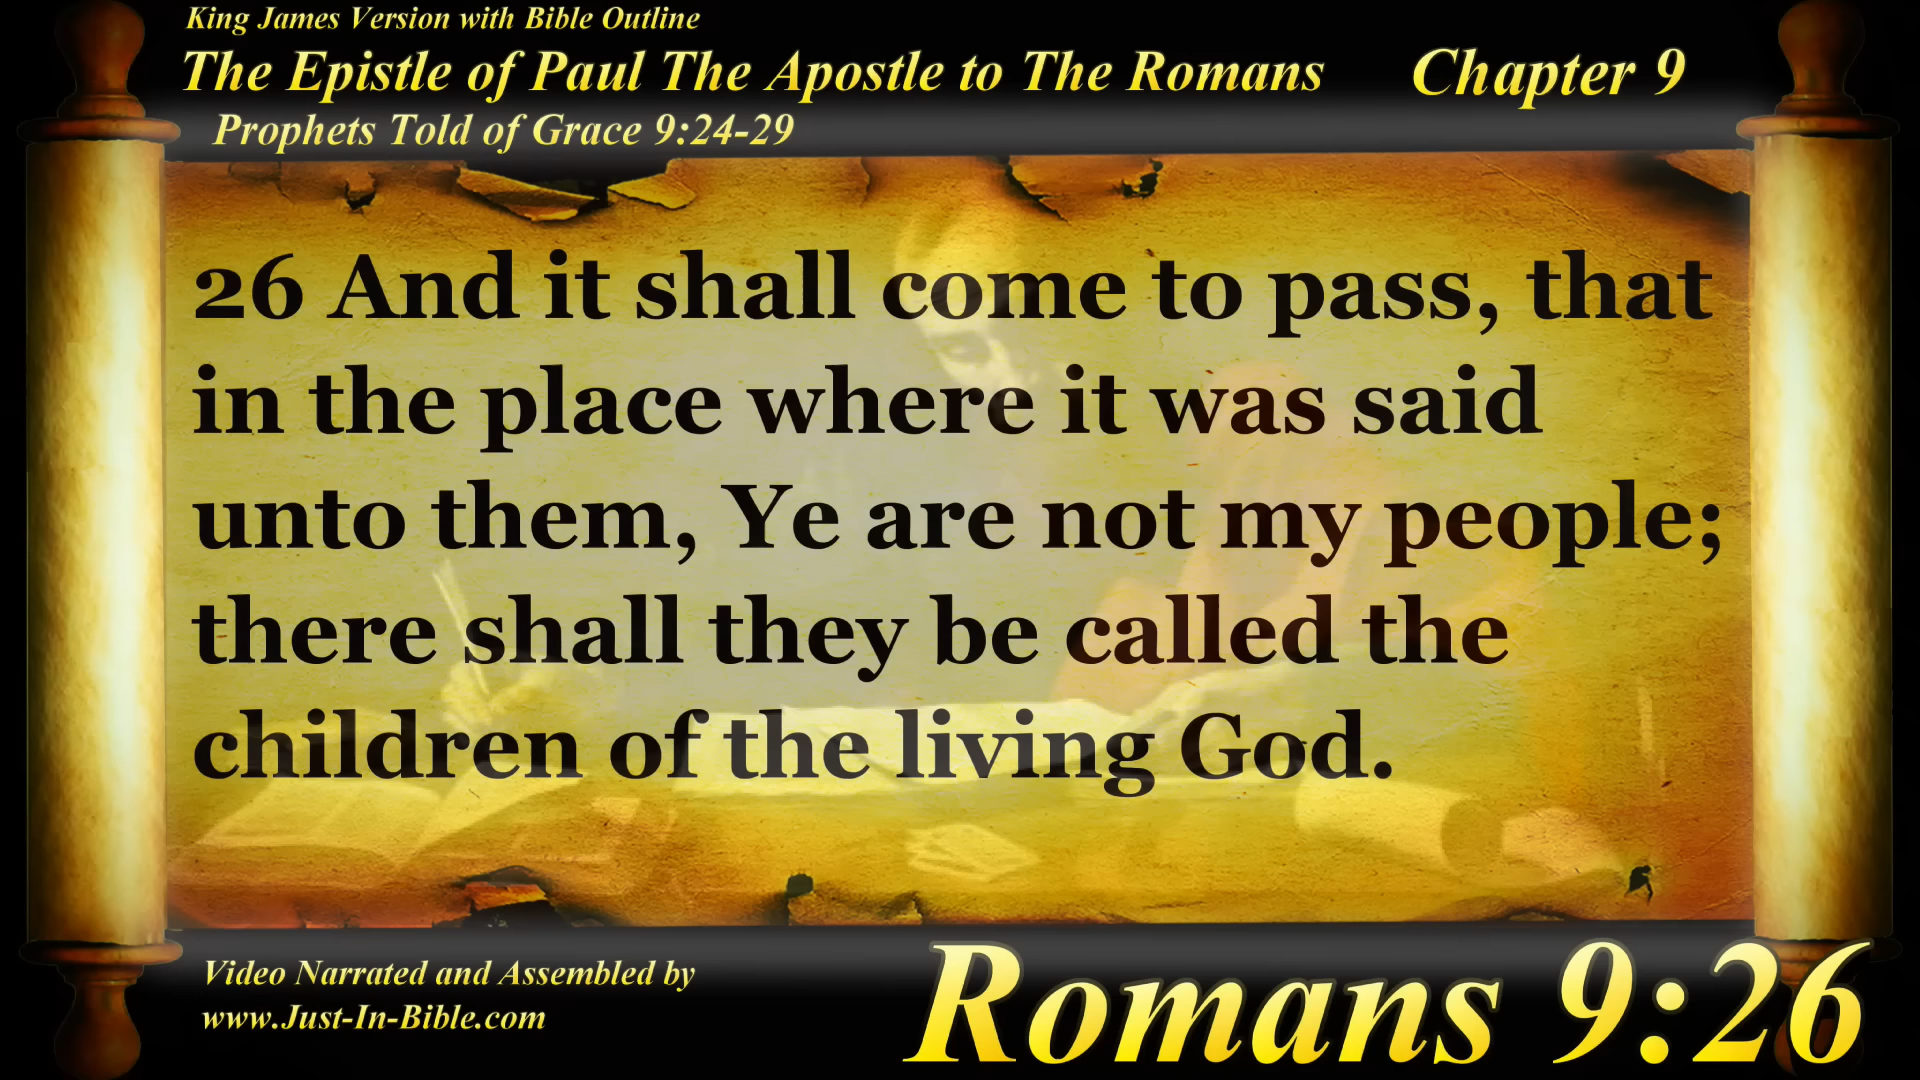 King James Version with Bible Outline
The Epistle of Paul The Apostle to The Romans Chapter 9
Prophets Told of Grace 9:24-29
26 And it shall come to pass, that
in the place where it was said
unto them, Ye are not my people;
there shall they be called the
children of the living God.
Video Narrated and Assembled by
www.Just-In-Bible.com
Romans 9:26